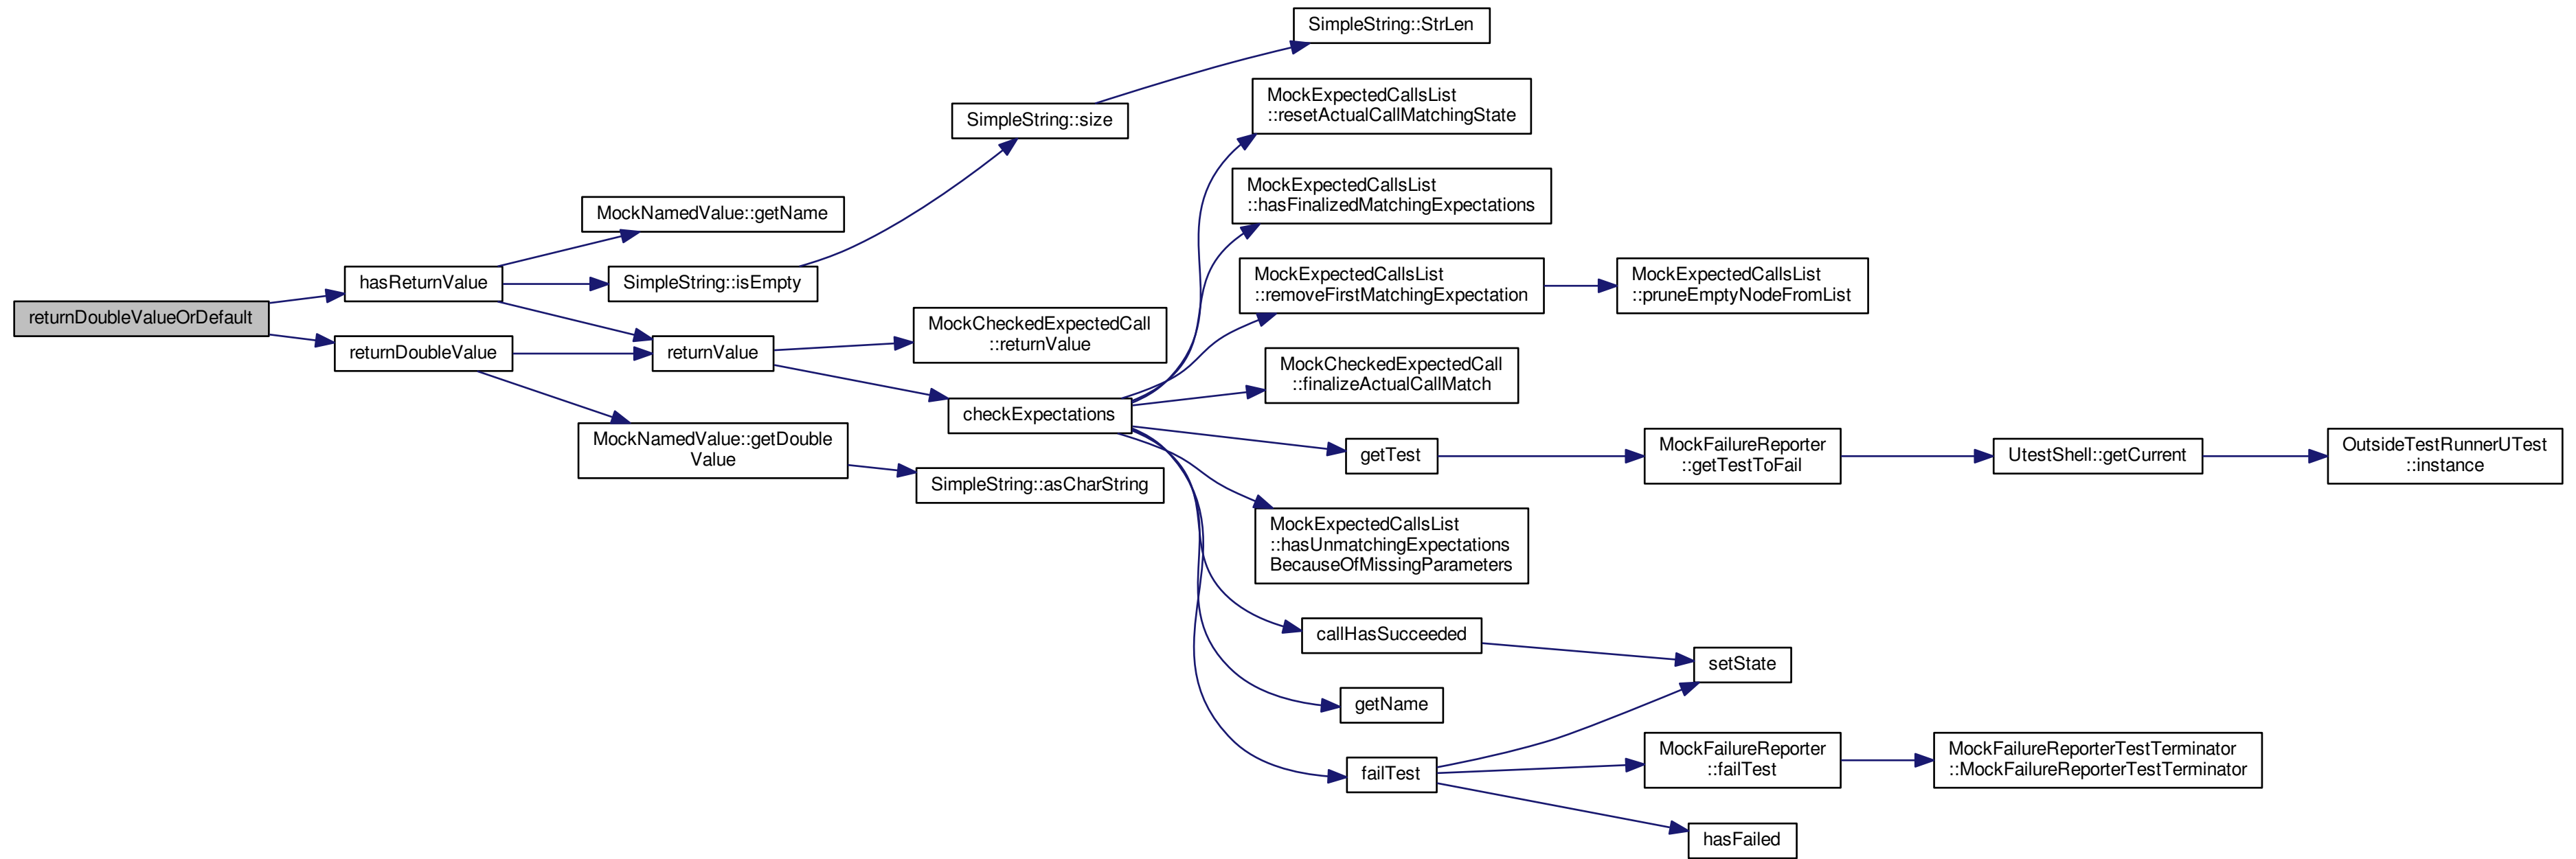 returnDoubleValueOrDefault
hasReturnValue
returnDoubleValue
MockNamedValue::getName
SimpleString::isEmpty
returnValue
MockNamedValue::getDouble
Value
SimpleString::size
MockCheckedExpectedCall
::returnValue
checkExpectations
SimpleString::asCharString
SimpleString::StrLen
MockExpectedCallsList
::resetActualCallMatchingState
MockExpectedCallsList
::hasFinalizedMatchingExpectations
MockExpectedCallsList
::removeFirstMatchingExpectation
MockCheckedExpectedCall
::finalizeActualCallMatch
getTest
MockExpectedCallsList
::hasUnmatchingExpectations
BecauseOfMissingParameters
callHasSucceeded
getName
failTest
MockExpectedCallsList
::pruneEmptyNodeFromList
MockFailureReporter
::getTestToFail
setState
MockFailureReporter
::failTest
hasFailed
UtestShell::getCurrent
MockFailureReporterTestTerminator
::MockFailureReporterTestTerminator
OutsideTestRunnerUTest
::instance